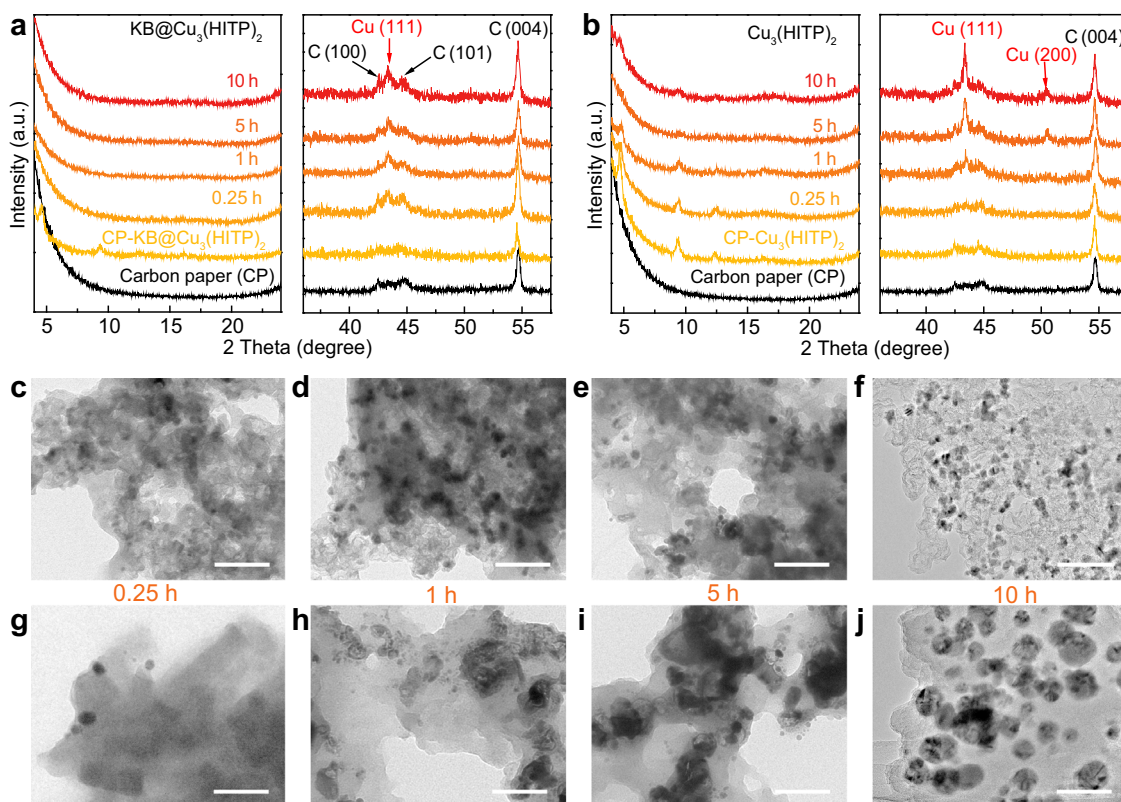 a
KB@Cu₃(HITP)₂
Cu (111)
C (004)
C (100)
C (101)
10 h
5 h
1 h
0.25 h
CP-KB@Cu₃(HITP)₂
Carbon paper (CP)
Intensity (a.u.)
5 10 15 20 40 45 50 55
2 Theta (degree)
b
Cu₃(HITP)₂
Cu (111)
C (004)
Cu (200)
10 h
5 h
1 h
0.25 h
CP-Cu₃(HITP)₂
Carbon paper (CP)
Intensity (a.u.)
5 10 15 20 40 45 50 55
2 Theta (degree)
c d e f
0.25 h 1 h 5 h 10 h
g h i j